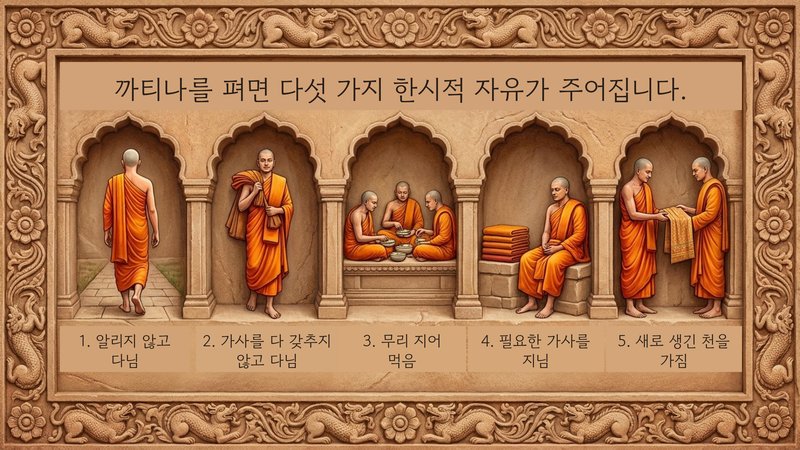 까티나를 펴면 다섯 가지 한시적 자유가 주어집니다.
1. 알리지 않고
다님
2. 가사를 다 갖추지
않고 다님
3. 무리 지어
먹음
4. 필요한 가사를
지님
5. 새로 생긴 천을
가짐